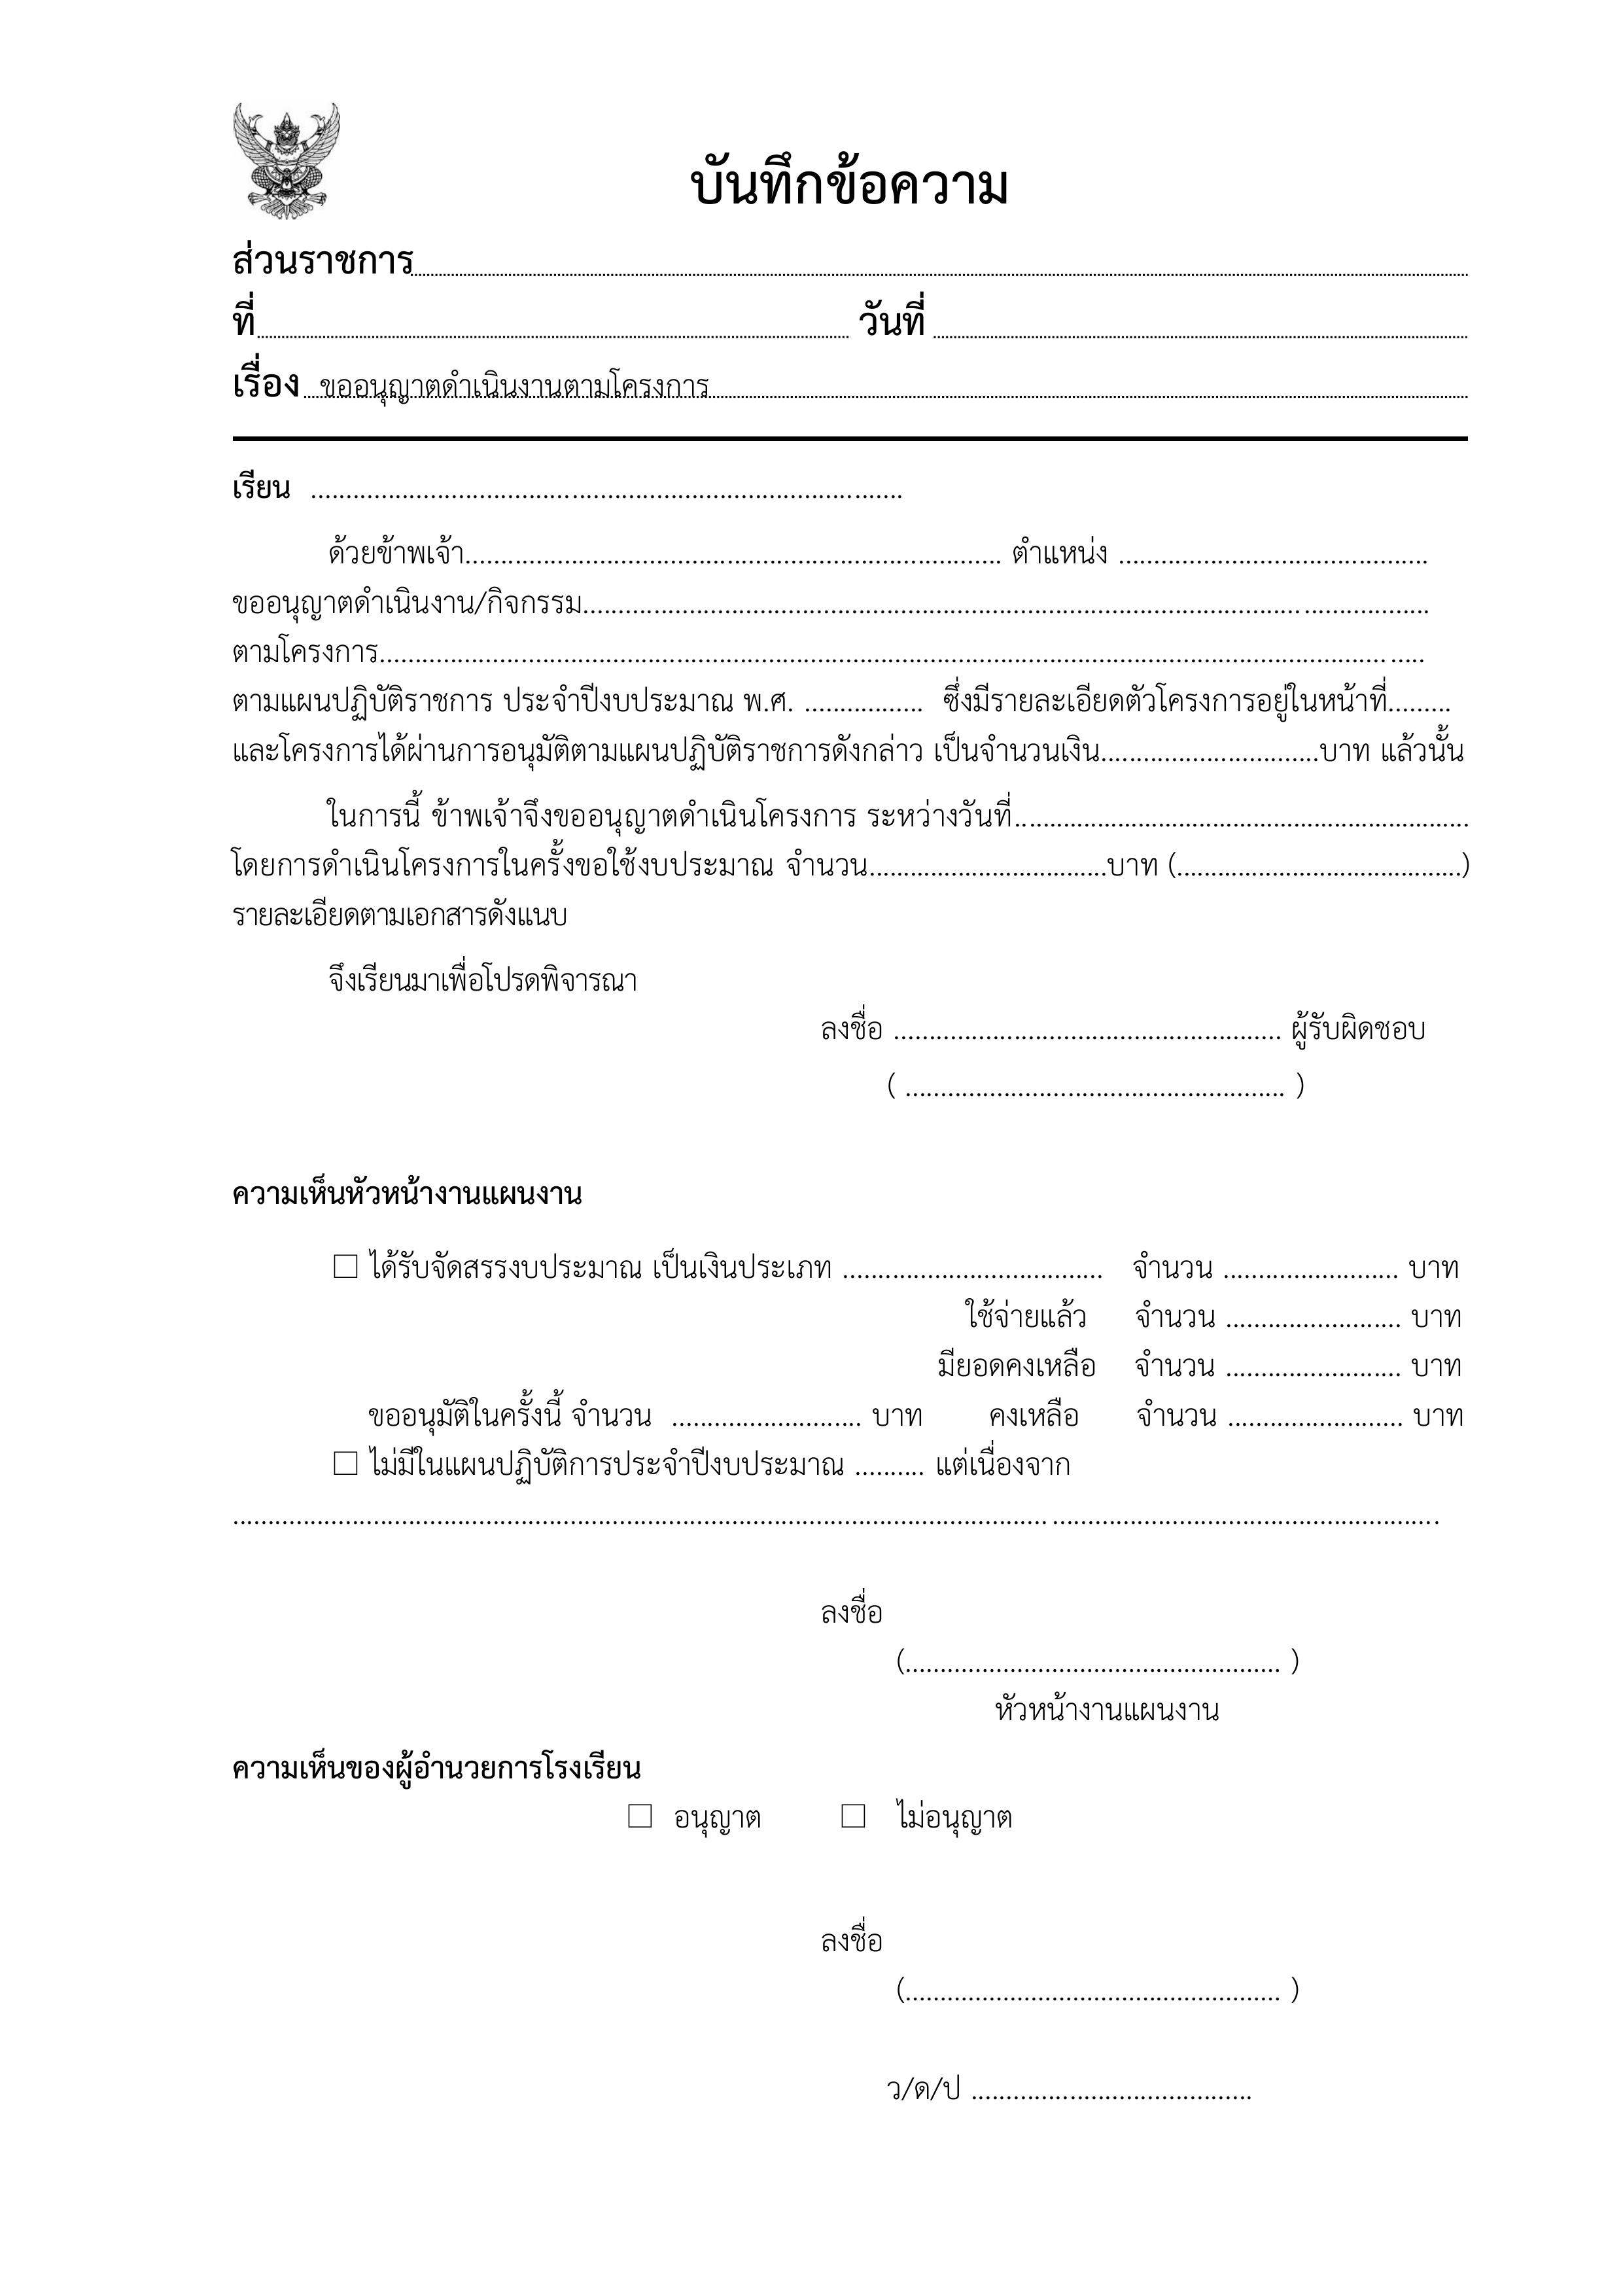 บันทึกข้อความ
ส่วนราชการ
ที่ วันที่
เรื่อง ขออนุญาตดำเนินงานตามโครงการ
เรียน ....................................................................................
ด้วยข้าพเจ้า............................................................................ ตำแหน่ง ............................................
ขออนุญาตดำเนินงาน/กิจกรรม........................................................................................................................
ตามโครงการ....................................................................................................................................................
ตามแผนปฏิบัติราชการ ประจำปีงบประมาณ พ.ศ. ................. ซึ่งมีรายละเอียดตัวโครงการอยู่ในหน้าที่.........
และโครงการได้ผ่านการอนุมัติตามแผนปฏิบัติราชการดังกล่าว เป็นจำนวนเงิน...............................บาท แล้วนั้น
ในการนี้ ข้าพเจ้าจึงขออนุญาตดำเนินโครงการ ระหว่างวันที่.................................................................
โดยการดำเนินโครงการในครั้งขอใช้งบประมาณ จำนวน..................................บาท (.........................................)
รายละเอียดตามเอกสารดังแนบ
จึงเรียนมาเพื่อโปรดพิจารณา
ลงชื่อ ....................................................... ผู้รับผิดชอบ
( ...................................................... )
ความเห็นหัวหน้างานแผนงาน
☐ ได้รับจัดสรรงบประมาณ เป็นเงินประเภท ..................................... จำนวน ......................... บาท
ใช้จ่ายแล้ว จำนวน ......................... บาท
มียอดคงเหลือ จำนวน ......................... บาท
ขออนุมัติในครั้งนี้ จำนวน ........................... บาท คงเหลือ จำนวน ......................... บาท
☐ ไม่มีในแผนปฏิบัติการประจำปีงบประมาณ .......... แต่เนื่องจาก
............................................................................................................................................................................
ลงชื่อ
(..................................................... )
หัวหน้างานแผนงาน
ความเห็นของผู้อำนวยการโรงเรียน
☐ อนุญาต ☐ ไม่อนุญาต
ลงชื่อ
(..................................................... )
ว/ด/ป ........................................